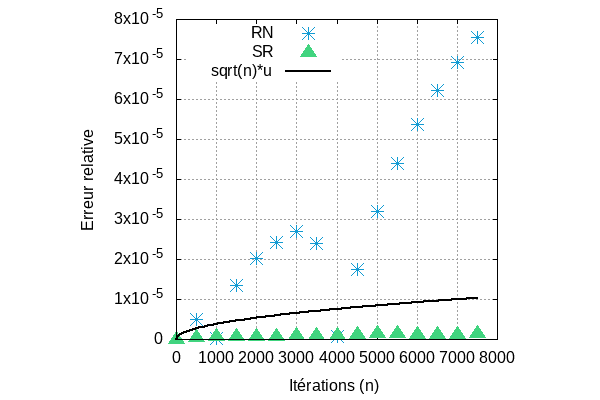 RN
SR
sqrt(n)*u
8x10 -5
7x10 -5
6x10 -5
5x10 -5
4x10 -5
3x10 -5
2x10 -5
1x10 -5
0
Erreur relative
0 1000 2000 3000 4000 5000 6000 7000 8000
Itérations (n)